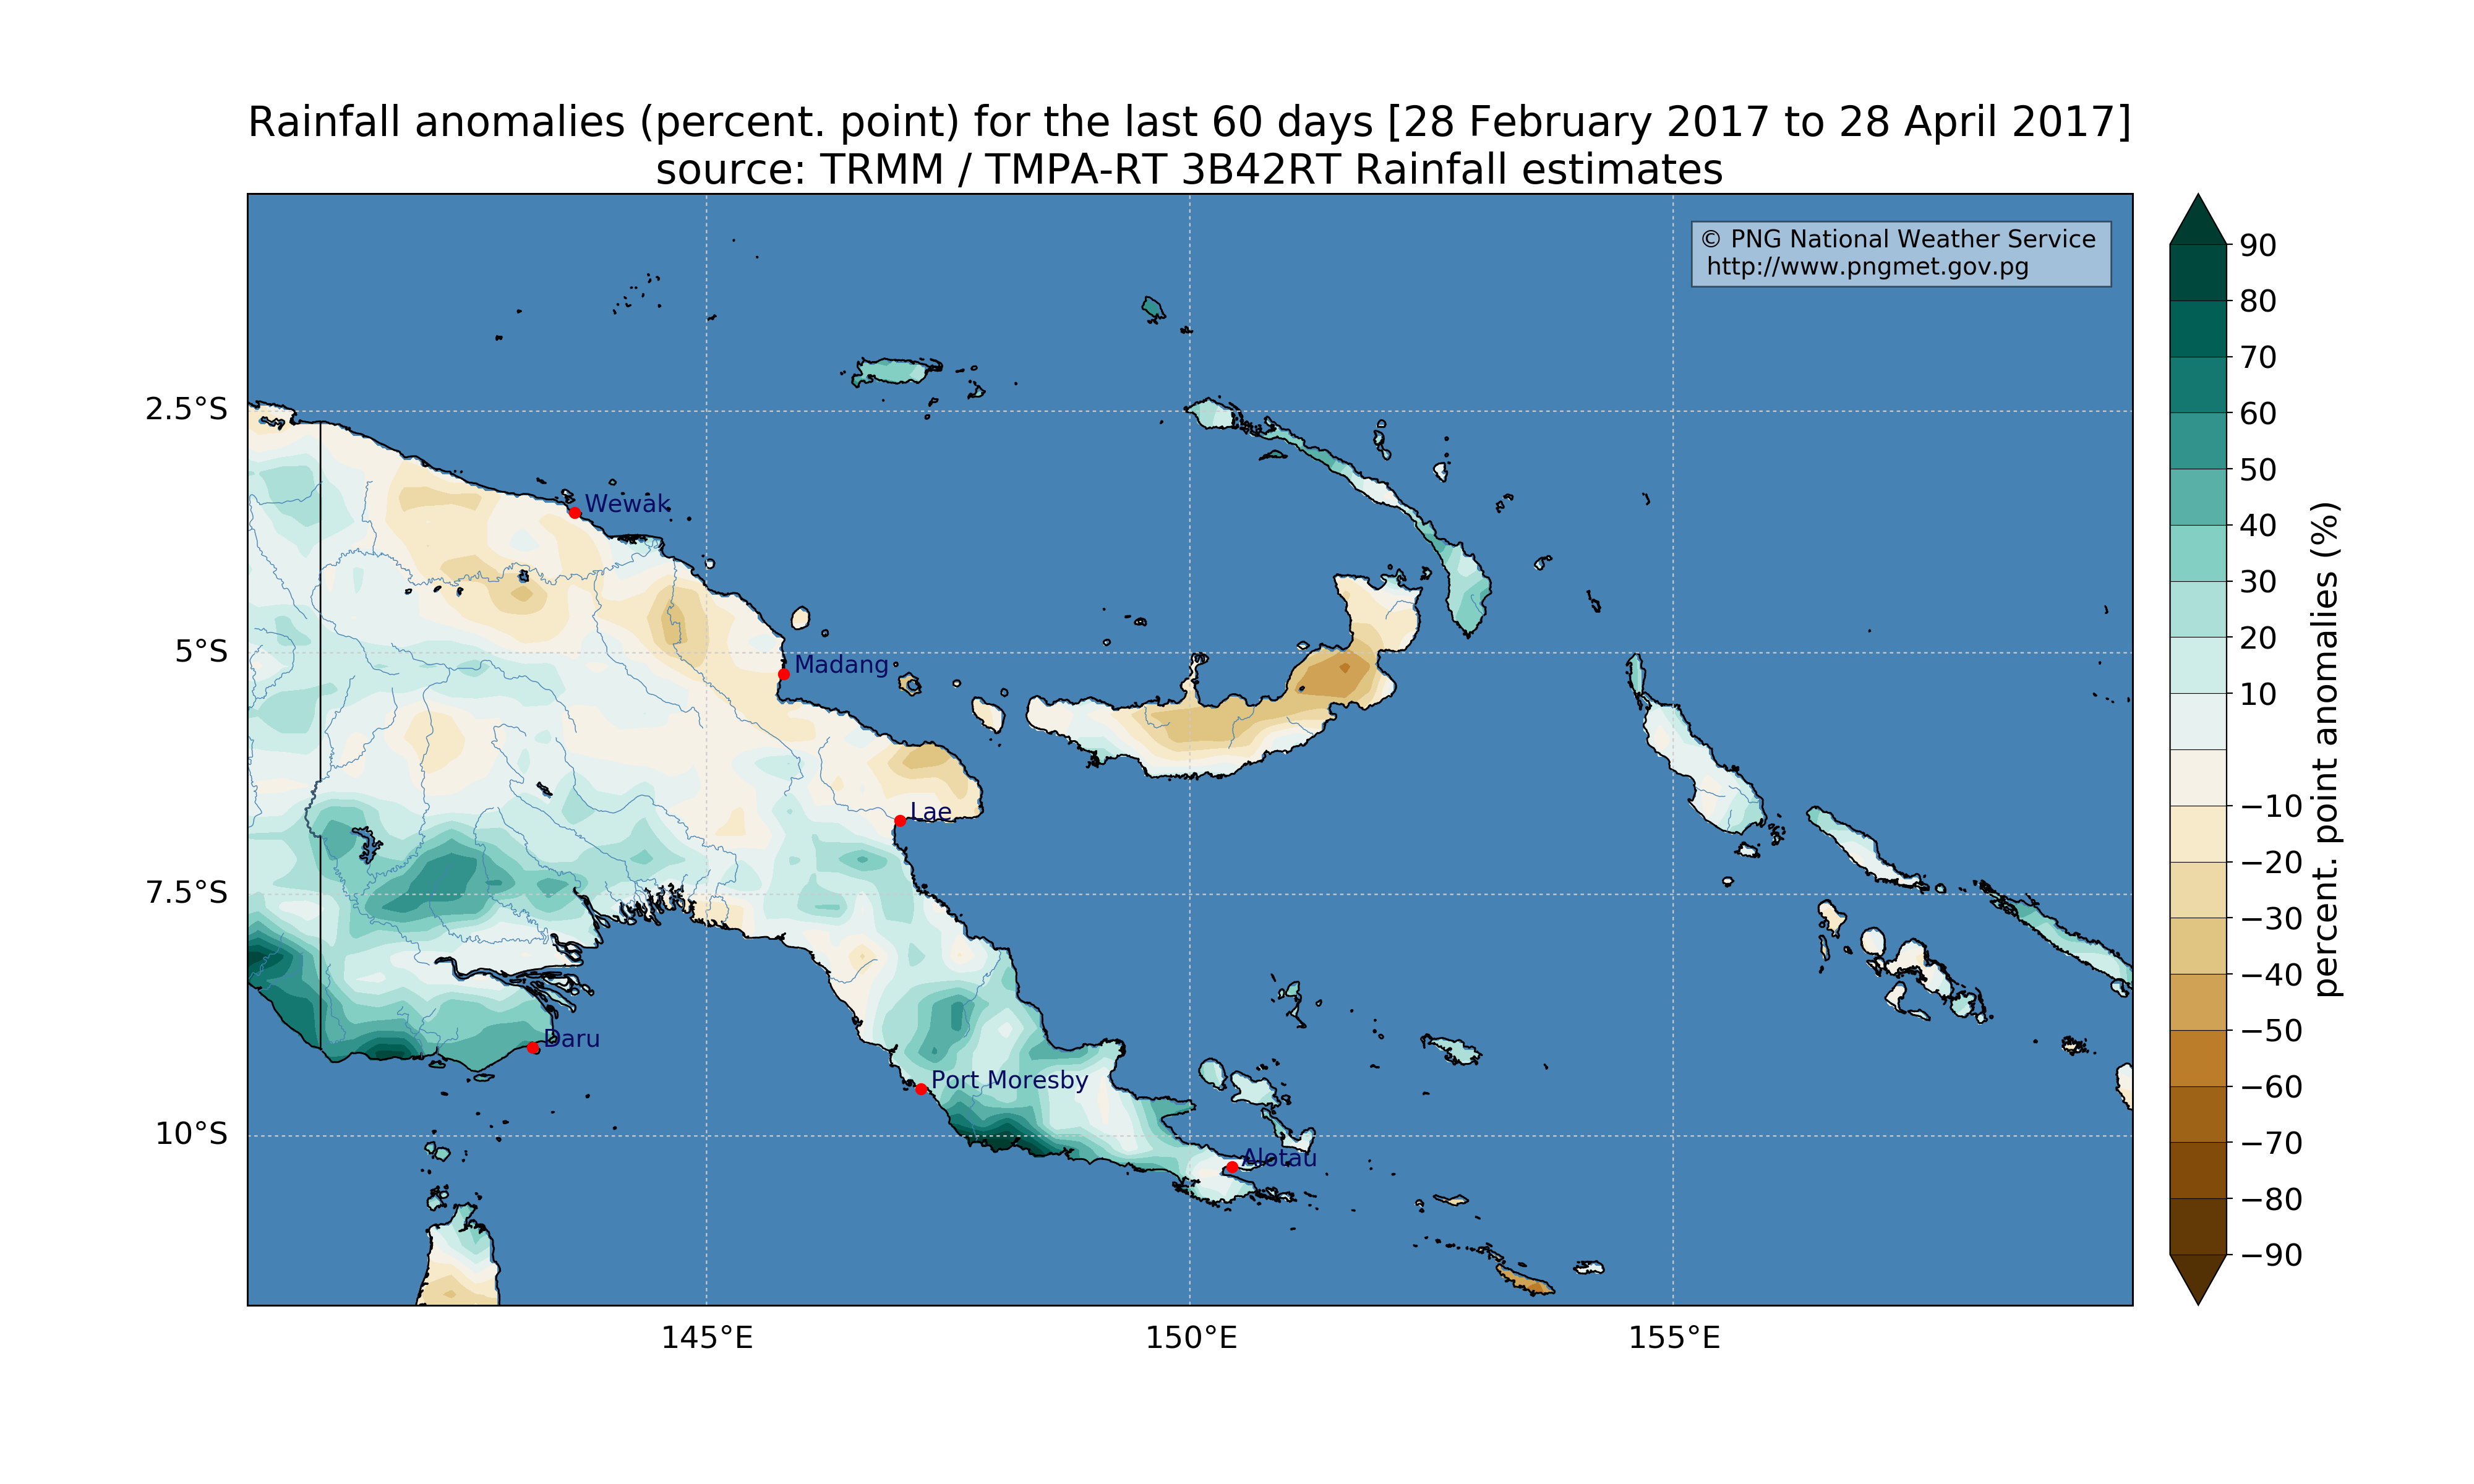 Rainfall anomalies (percent. point) for the last 60 days [28 February 2017 to 28 April 2017]
source: TRMM / TMPA-RT 3B42RT Rainfall estimates
© PNG National Weather Service
http://www.pngmet.gov.pg
2.5°S
5°S
7.5°S
10°S
Wewak
Madang
Lae
Daru
Port Moresby
Alotau
145°E
150°E
155°E
90
80
70
60
50
40
30
20
10
−10
−20
−30
−40
−50
−60
−70
−80
−90
percent. point anomalies (%)